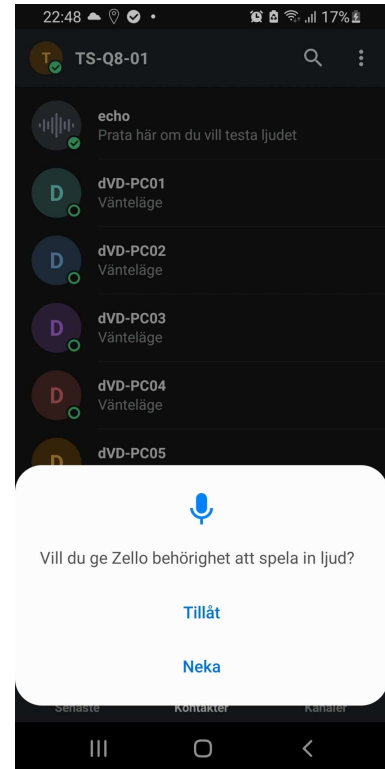 22:48
17%
T
TS-Q8-01
echo
Prata här om du vill testa ljudet
D
dVD-PC01
Vänteläge
D
dVD-PC02
Vänteläge
D
dVD-PC03
Vänteläge
D
dVD-PC04
Vänteläge
D
dVD-PC05
Vill du ge Zello behörighet att spela in ljud?
Tillåt
Neka
Senaste
Kontakter
Kanaler